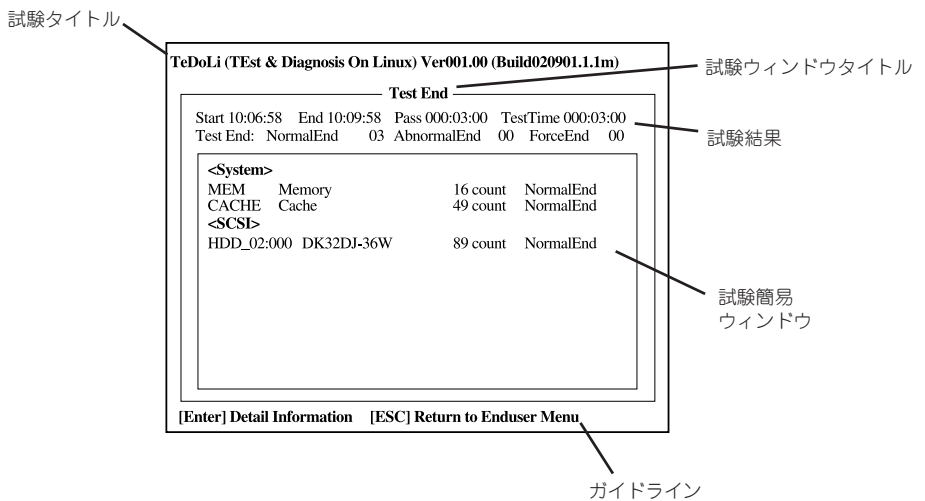 試験タイトル
TeDoLi (TEst & Diagnosis On Linux) Ver001.00 (Build020901.1.1m)
試験ウィンドウタイトル
Test End
Start 10:06:58 End 10:09:58 Pass 000:03:00 TestTime 000:03:00
Test End: NormalEnd 03 AbnormalEnd 00 ForceEnd 00
試験結果
<System>
MEM Memory 16 count NormalEnd
CACHE Cache 49 count NormalEnd
<SCSI>
HDD_02:000 DK32DJ-36W 89 count NormalEnd
試験簡易
ウィンドウ
[Enter] Detail Information [ESC] Return to Enduser Menu
ガイドライン